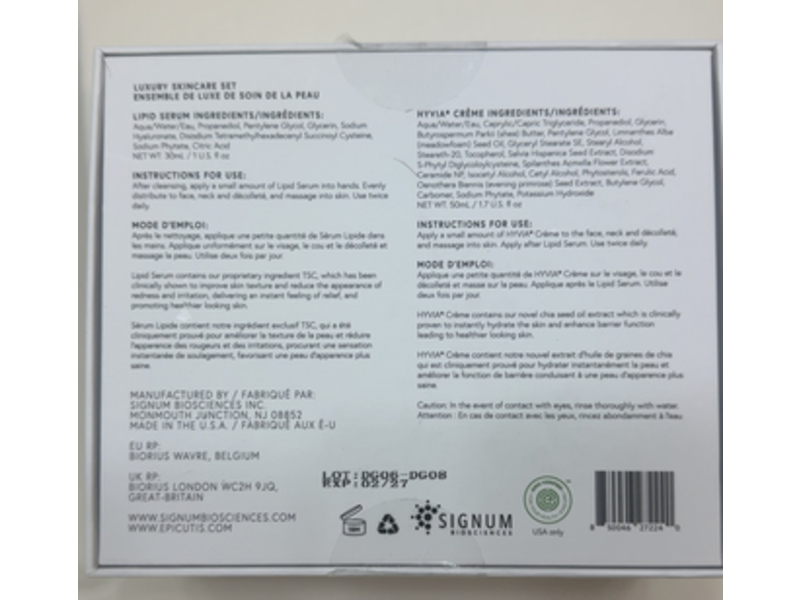 LUXURY SKINCARE SET
ENSEMBLE DE LUXE DE SOIN DE LA PEAU
LIPID SERUM INGREDIENTS/INGRÉDIENTS:
Aqua/Water/Eau, Propanediol, Pentylene Glycol, Glycerin, Sodium
Hyaluronate, Disodium Tetramethylhexadecenyl Succinoyl Cysteine,
Sodium Phytate, Citric Acid
NET WT. 30mL / 1 U.S. fl oz
INSTRUCTIONS FOR USE:
After cleansing, apply a small amount of Lipid Serum into hands. Evenly
distribute to face, neck and décolleté, and massage into skin. Use twice
daily.
MODE D'EMPLOI:
Après le nettoyage, applique une petite quantité de Sérum Lipide dans
les mains. Applique uniformément sur le visage, le cou et le décolleté et
massage la peau. Utilise deux fois par jour.
Lipid Serum contains our proprietary ingredient TSC, which has been
clinically shown to improve skin texture and reduce the appearance of
redness and irritation, delivering an instant feeling of relief, and
promoting healthier looking skin.
Sérum Lipide contient notre ingrédient exclusif TSC, qui a été
cliniquement prouvé pour améliorer la texture de la peau et réduire
l'apparence des rougeurs et des irritations, procurant une sensation
instantanée de soulagement, favorisant une peau d'apparence plus
saine.
MANUFACTURED BY / FABRIQUÉ PAR:
SIGNUM BIOSCIENCES INC.
MONMOUTH JUNCTION, NJ 08852
MADE IN THE U.S.A. / FABRIQUÉ AUX É-U
EU RP:
BIORIUS WAVRE, BELGIUM
UK RP:
BIORIUS LONDON WC2H 9JQ,
GREAT-BRITAIN
WWW.SIGNUMBIOSCIENCES.COM
WWW.EPICUTIS.COM
HYVIA® CRÈME INGREDIENTS/INGRÉDIENTS:
Aqua/Water/Eau, Caprylic/Capric Triglyceride, Propanediol, Glycerin,
Butyrospermum Parkii (shea) Butter, Pentylene Glycol, Limnanthes Alba
(meadowfoam) Seed Oil, Glyceryl Stearate SE, Stearyl Alcohol,
Steareth-20, Tocopherol, Salvia Hispanica Seed Extract, Disodium
S-Phytyl Diglycoloylcysteine, Spilanthes Acmella Flower Extract,
Ceramide NP, Isocetyl Alcohol, Cetyl Alcohol, Phytosterols, Ferulic Acid,
Oenothera Biennis (evening primrose) Seed Extract, Butylene Glycol,
Carbomer, Sodium Phytate, Potassium Hydroxide
NET WT. 50mL / 1.7 U.S. fl oz
INSTRUCTIONS FOR USE:
Apply a small amount of HYVIA® Crème to the face, neck and décolleté,
and massage into skin. Apply after Lipid Serum. Use twice daily.
MODE D'EMPLOI:
Applique une petite quantité de HYVIA® Crème sur le visage, le cou et le
décolleté et masse sur la peau. Applique après le Lipid Serum. Utilise
deux fois par jour.
HYVIA® Crème contains our novel chia seed oil extract which is clinically
proven to instantly hydrate the skin and enhance barrier function
leading to healthier looking skin.
HYVIA® Crème contient notre nouvel extrait d'huile de graines de chia
qui est cliniquement prouvé pour hydrater instantanément la peau et
améliorer la fonction de barrière conduisant à une peau d'apparence plus
saine.
Caution: In the event of contact with eyes, rinse thoroughly with water.
Attention : En cas de contact avec les yeux, rincez abondamment à l'eau
LOT: DG06-DG08
EXP: 02/27
SIGNUM
BIOSCIENCES
USA only
8 50046 27224 0